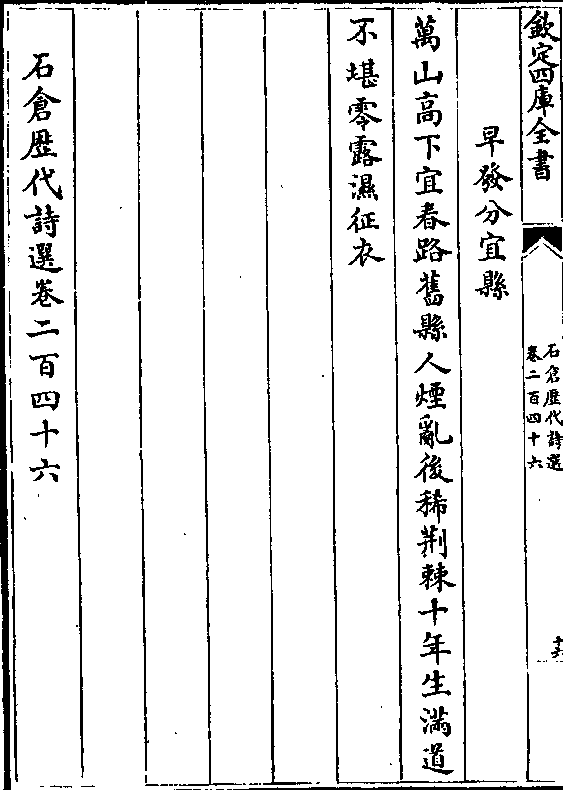 欽定四庫全書
石倉歴代詩選
卷二百四十六
早發分宜縣
萬山高下宜春路舊縣人煙亂後稀荆棘十年生滿道
不堪零露濕征衣
石倉歴代詩選卷二百四十六